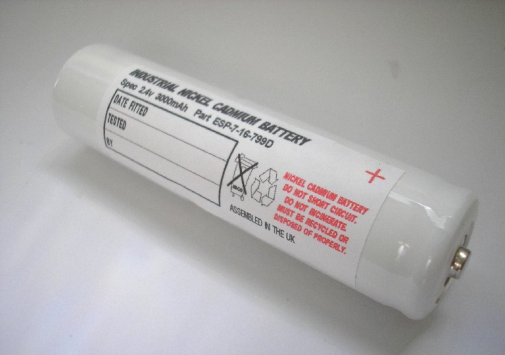 INDUSTRIAL NICKEL CADMIUM BATTERY
Spec 2.4v 3000mAh Part ESP-7-16-799D
DATE FITTED
TESTED
BY
ASSEMBLED IN THE UK
+
NICKEL CADMIUM BATTERY
DO NOT SHORT CIRCUIT.
DO NOT INCINERATE.
MUST BE RECYCLED OR
DISPOSED OF PROPERLY.